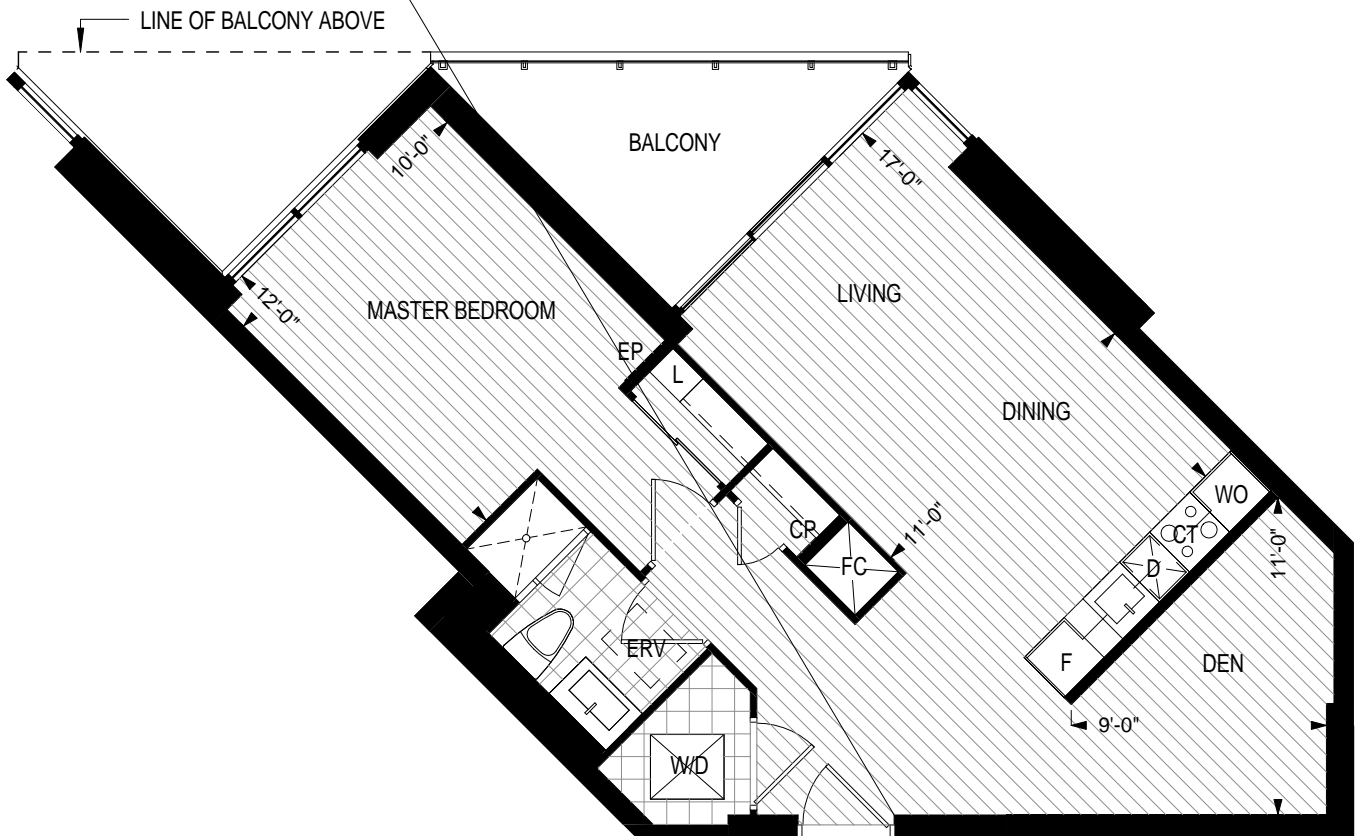 LINE OF BALCONY ABOVE
BALCONY
10'-0"
17'-0"
12'-0"
MASTER BEDROOM
LIVING
EP
L
DINING
WO
CP
11'-0"
CT
FC
D
11'-0"
ERV
F
DEN
9'-0"
W/D